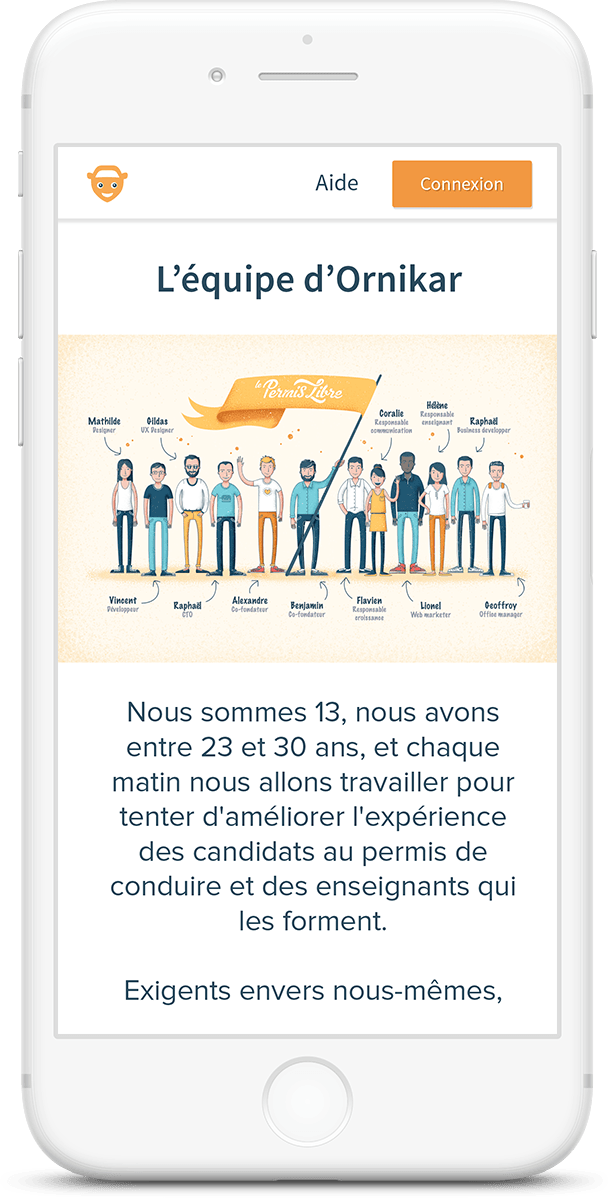 Aide
Connexion
L’équipe d’Ornikar
le Permis Libre
Mathilde
Designer
Gildas
UX Designer
Coralie
Responsable
communication
Hélène
Responsable
enseignant
Raphaël
Business developper
Vincent
Développeur
Raphaël
CTO
Alexandre
Co-fondateur
Benjamin
Co-fondateur
Flavien
Responsable
croissance
Lionel
Web marketer
Geoffroy
Office manager
Nous sommes 13, nous avons
entre 23 et 30 ans, et chaque
matin nous allons travailler pour
tenter d'améliorer l'expérience
des candidats au permis de
conduire et des enseignants qui
les forment.
Exigents envers nous-mêmes,